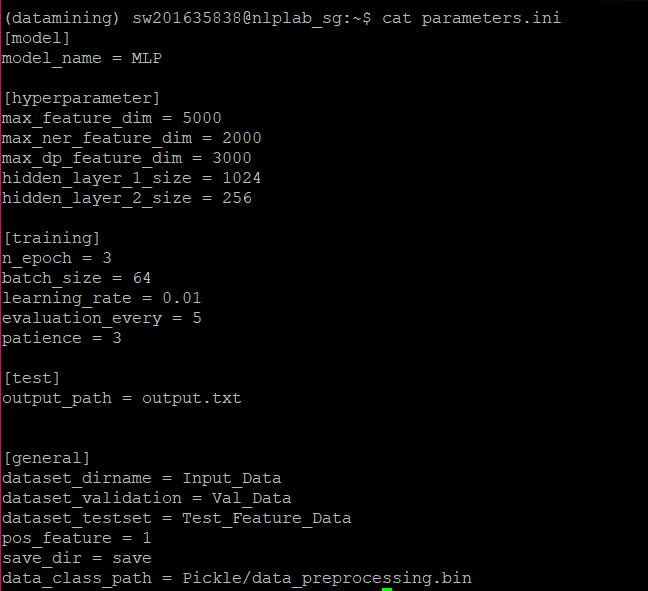 (datamining) sw201635838@nlplab_sg:~$ cat parameters.ini
[model]
model_name = MLP
[hyperparameter]
max_feature_dim = 5000
max_ner_feature_dim = 2000
max_dp_feature_dim = 3000
hidden_layer_1_size = 1024
hidden_layer_2_size = 256
[training]
n_epoch = 3
batch_size = 64
learning_rate = 0.01
evaluation_every = 5
patience = 3
[test]
output_path = output.txt
[general]
dataset_dirname = Input_Data
dataset_validation = Val_Data
dataset_testset = Test_Feature_Data
pos_feature = 1
save_dir = save
data_class_path = Pickle/data_preprocessing.bin